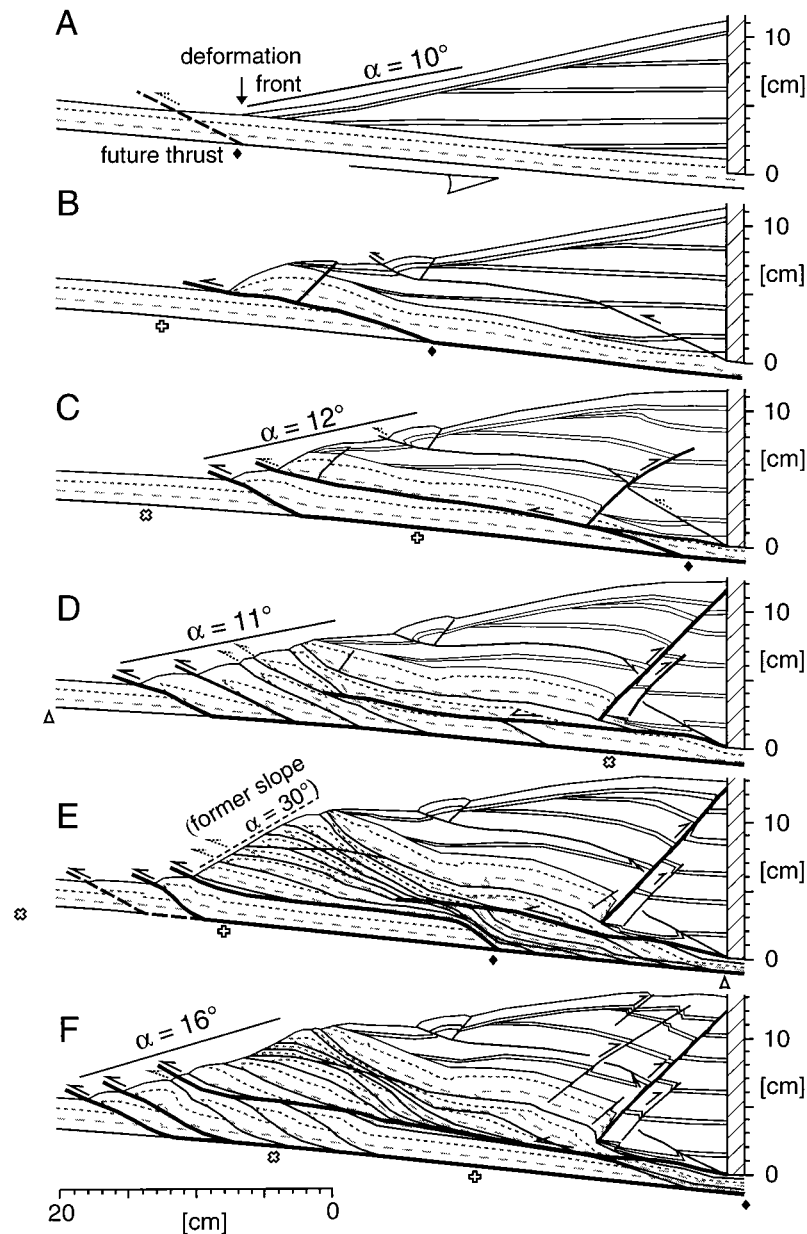 A
deformation
front
α = 10°
future thrust
10
[cm]
0
B
10
[cm]
0
C
α = 12°
10
[cm]
0
D
α = 11°
10
[cm]
0
E
(former slope
α = 30°)
10
[cm]
0
F
α = 16°
10
[cm]
0
20
[cm]
0